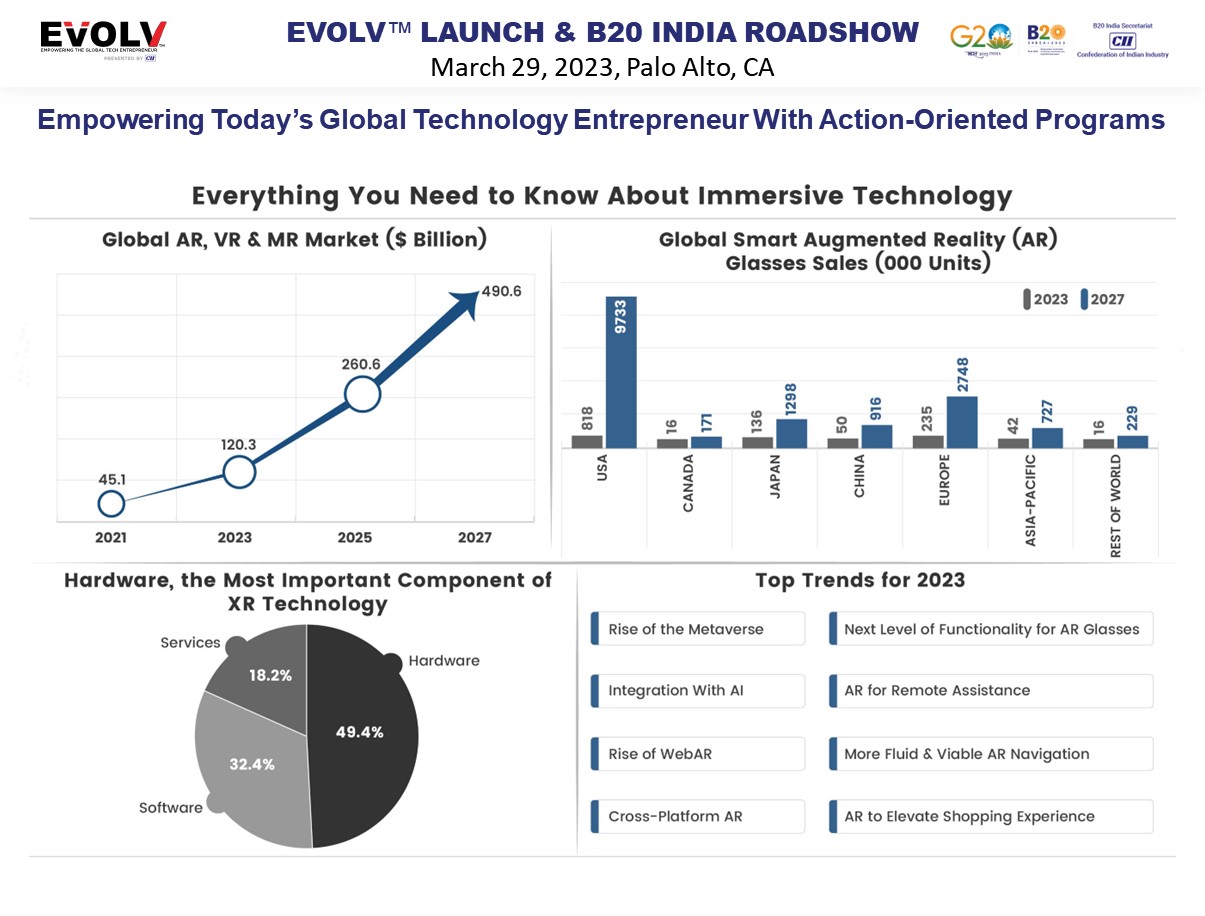 EVOLV™
EMPOWERING THE GLOBAL TECH ENTREPRENEUR
PRESENTED BY CII
EVOLV™ LAUNCH & B20 INDIA ROADSHOW
March 29, 2023, Palo Alto, CA
G20
B20
B20 India Secretariat
CII
Confederation of Indian Industry
Empowering Today’s Global Technology Entrepreneur With Action-Oriented Programs
Everything You Need to Know About Immersive Technology
Global AR, VR & MR Market ($ Billion)
490.6
260.6
120.3
45.1
2021 2023 2025 2027
Global Smart Augmented Reality (AR)
Glasses Sales (000 Units)
2023 2027
818 9733
16 171
136 1298
50 916
235 2748
42 727
16 229
USA
CANADA
JAPAN
CHINA
EUROPE
ASIA-PACIFIC
REST OF WORLD
Hardware, the Most Important Component of
XR Technology
Services
Hardware
18.2%
49.4%
32.4%
Software
Top Trends for 2023
Rise of the Metaverse
Next Level of Functionality for AR Glasses
Integration With AI
AR for Remote Assistance
Rise of WebAR
More Fluid & Viable AR Navigation
Cross-Platform AR
AR to Elevate Shopping Experience